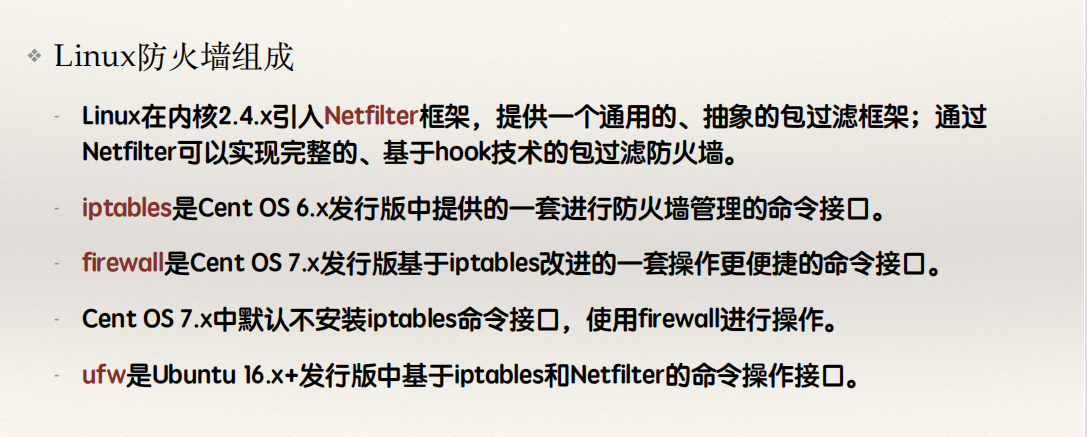 Linux防火墙组成
Linux在内核2.4.x引入Netfilter框架，提供一个通用的、抽象的包过滤框架；通过
Netfilter可以实现完整的、基于hook技术的包过滤防火墙。
iptables是Cent OS 6.x发行版中提供的一套进行防火墙管理的命令接口。
firewall是Cent OS 7.x发行版基于iptables改进的一套操作更便捷的命令接口。
Cent OS 7.x中默认不安装iptables命令接口，使用firewall进行操作。
ufw是Ubuntu 16.x+发行版中基于iptables和Netfilter的命令操作接口。